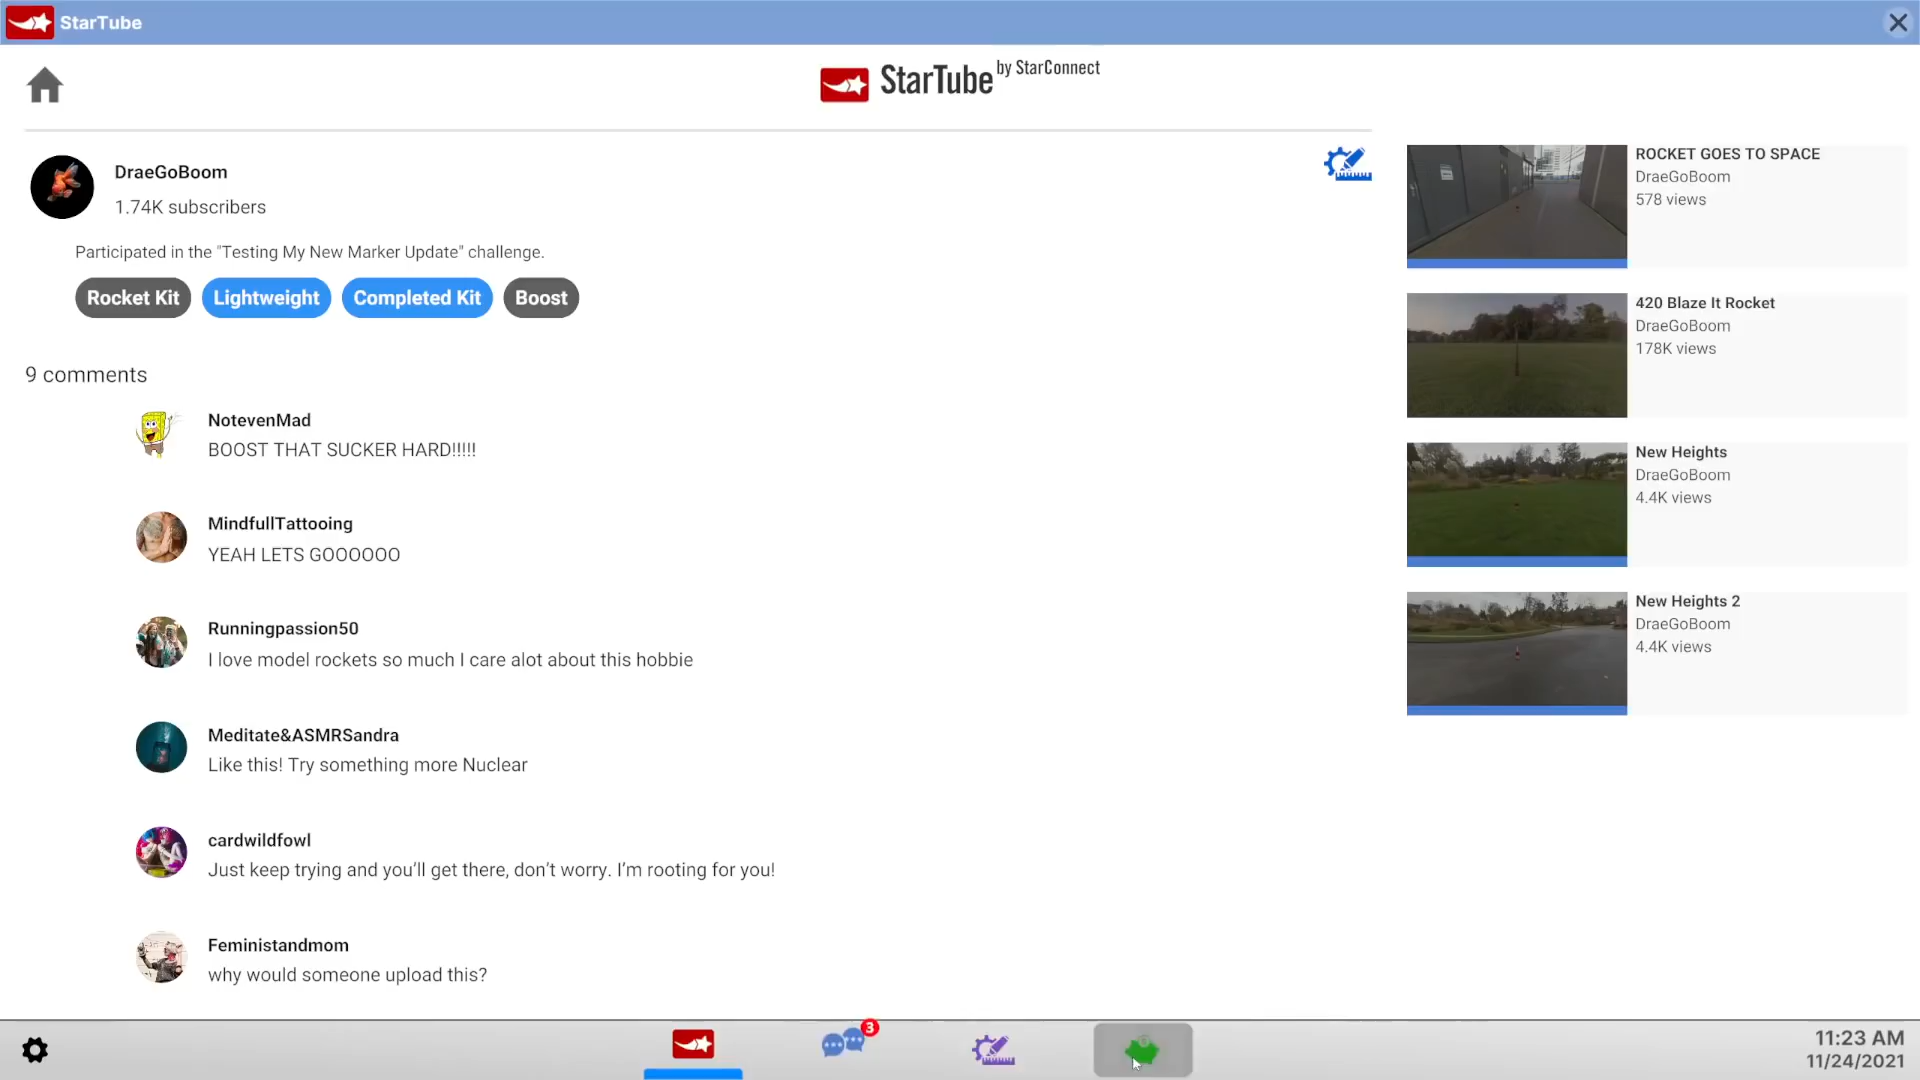 StarTube
StarTube by StarConnect
DraeGoBoom
1.74K subscribers
Participated in the "Testing My New Marker Update" challenge.
Rocket Kit
Lightweight
Completed Kit
Boost
9 comments
NotevenMad
BOOST THAT SUCKER HARD!!!!!
MindfullTattooing
YEAH LETS GOOOOOO
Runningpassion50
I love model rockets so much I care alot about this hobbie
Meditate&ASMRSandra
Like this! Try something more Nuclear
cardwildfowl
Just keep trying and you’ll get there, don’t worry. I’m rooting for you!
Feministandmom
why would someone upload this?
ROCKET GOES TO SPACE
DraeGoBoom
578 views
420 Blaze It Rocket
DraeGoBoom
178K views
New Heights
DraeGoBoom
4.4K views
New Heights 2
DraeGoBoom
4.4K views
3
11:23 AM
11/24/2021